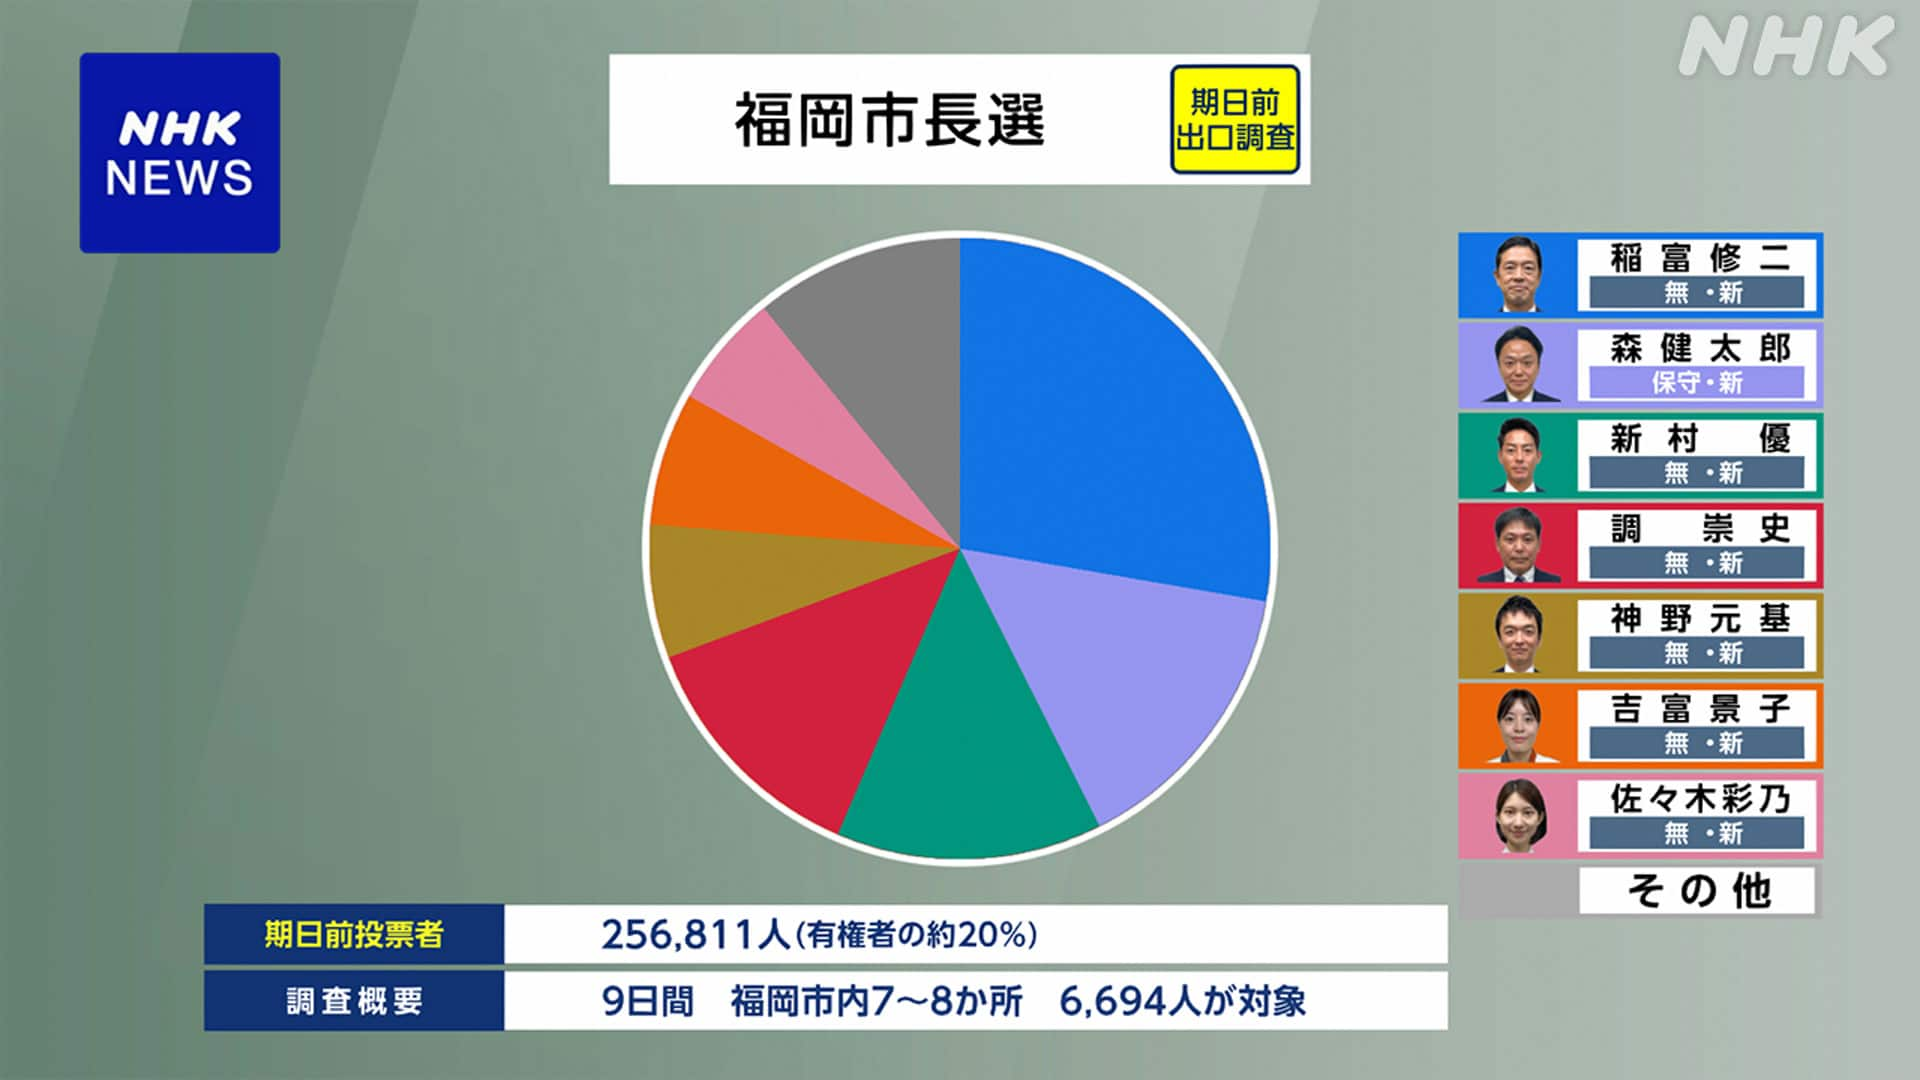 NHK
NHK
NEWS
福岡市長選
期日前
出口調査
稲富修二
無・新
森健太郎
保守・新
新村優
無・新
調崇史
無・新
神野元基
無・新
吉富景子
無・新
佐々木彩乃
無・新
その他
期日前投票者 256,811人(有権者の約20%)
調査概要 9日間 福岡市内7～8か所 6,694人が対象